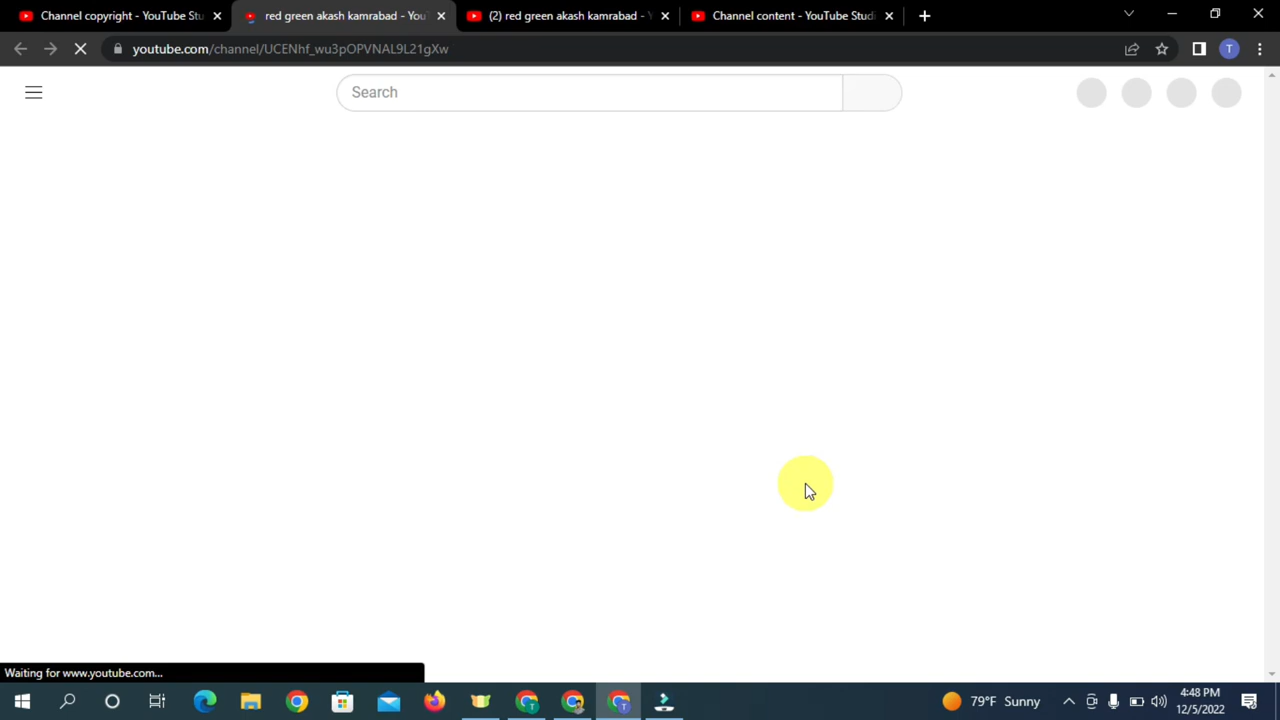 Channel copyright - YouTube Stu
red green akash kamrabad - You
(2) red green akash kamrabad - Y
Channel content - YouTube Studi
youtube.com/channel/UCENhf_wu3pOPVNAL9L21gXw
T
Search
Waiting for www.youtube.com...
79°F Sunny
4:48 PM
12/5/2022